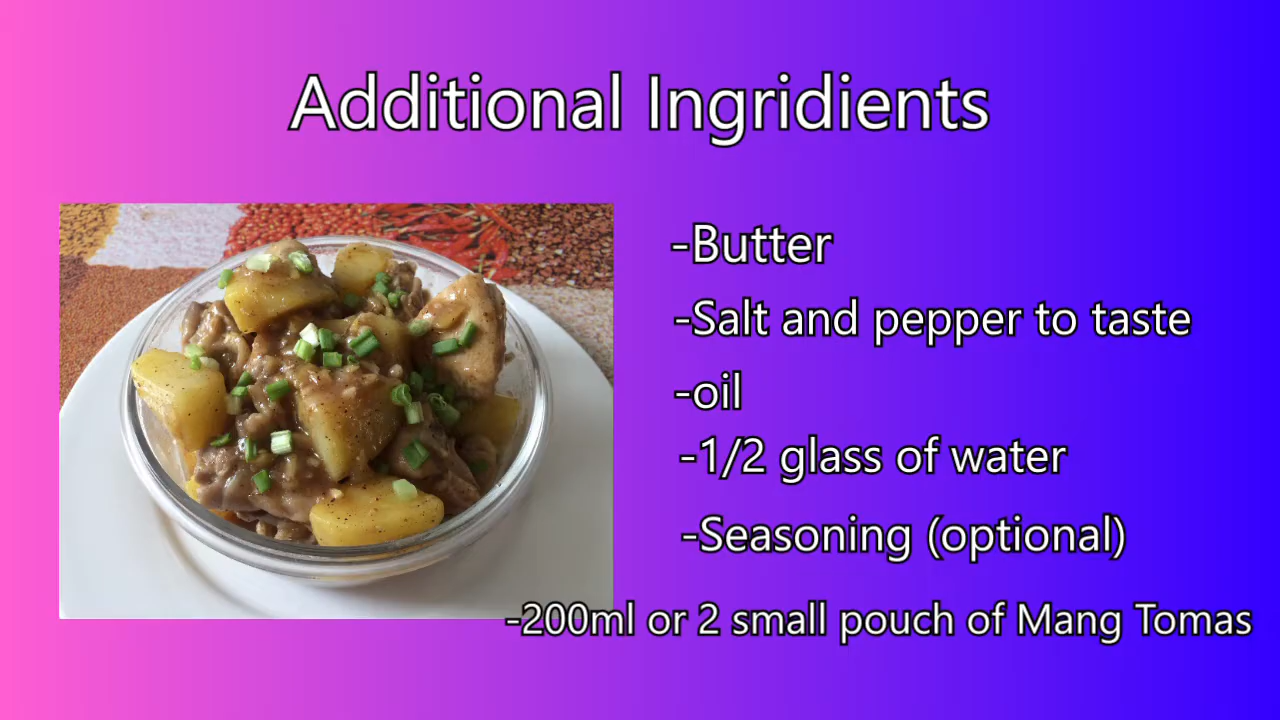 Additional Ingridients
-Butter
-Salt and pepper to taste
-oil
-1/2 glass of water
-Seasoning (optional)
-200ml or 2 small pouch of Mang Tomas